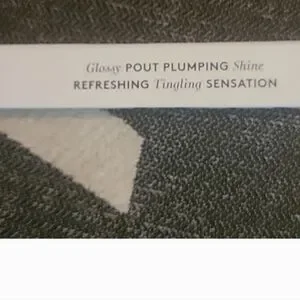 Glossy POUT PLUMPING Shine
REFRESHING Tingling SENSATION